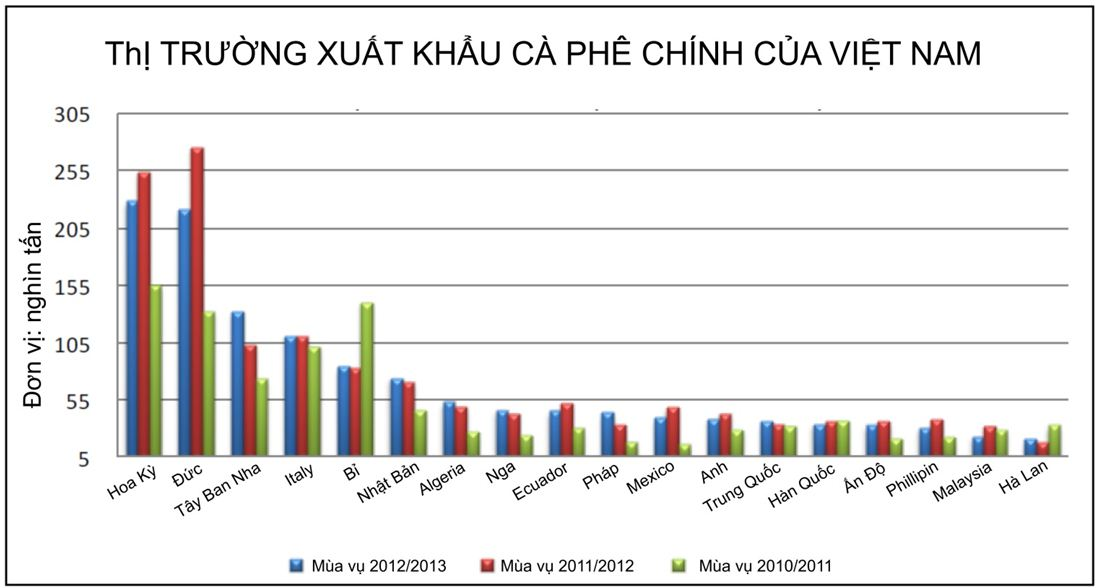 ThỊ TRƯỜNG XUẤT KHẨU CÀ PHÊ CHÍNH CỦA VIỆT NAM
Đơn vị: nghìn tấn
305
255
205
155
105
55
5
Hoa Kỳ
Đức
Tây Ban Nha
Italy
Bỉ
Nhật Bản
Algeria
Nga
Ecuador
Pháp
Mexico
Anh
Trung Quốc
Hàn Quốc
Ấn Độ
Phillipin
Malaysia
Hà Lan
Mùa vụ 2012/2013
Mùa vụ 2011/2012
Mùa vụ 2010/2011